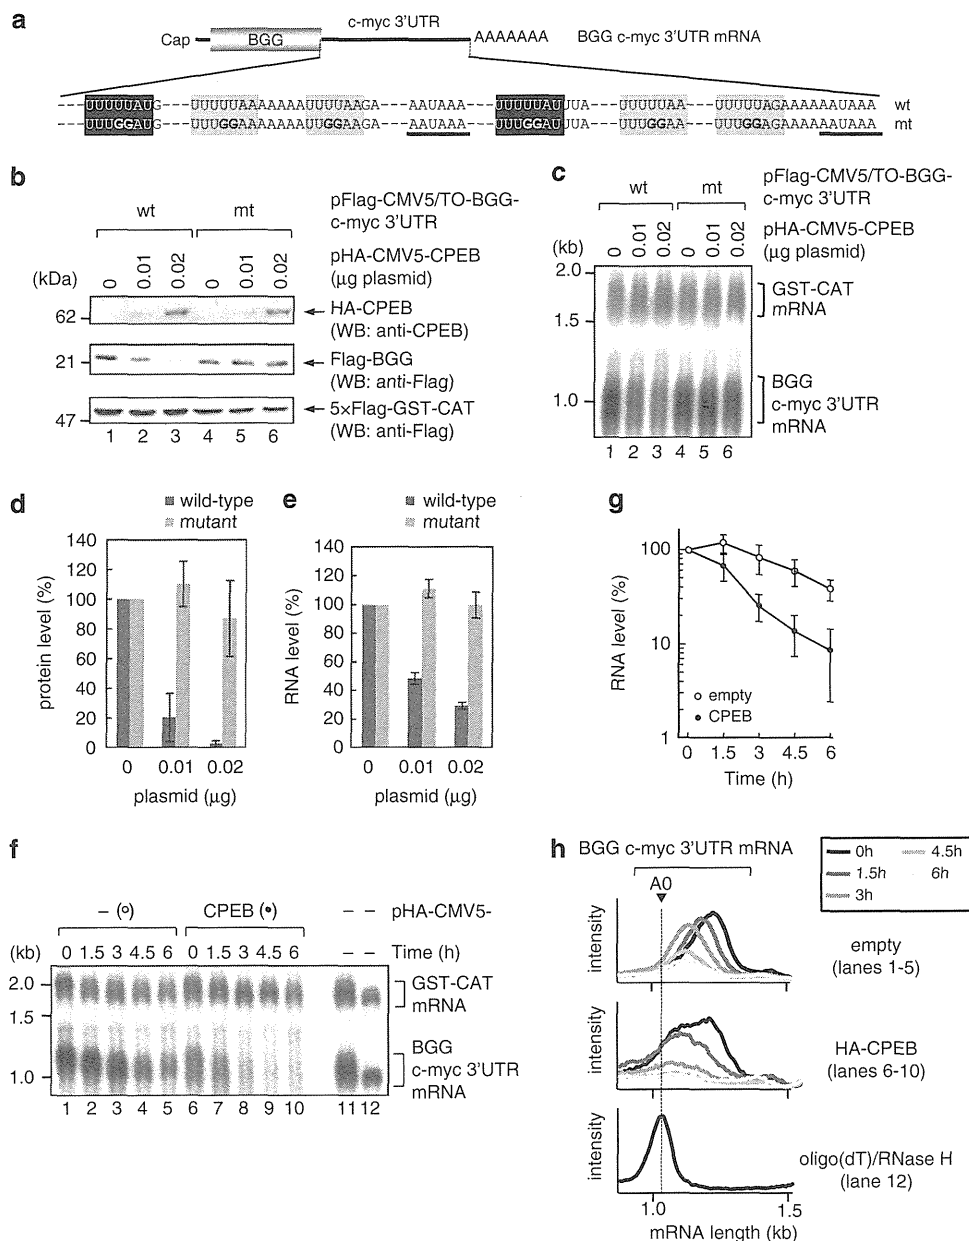 a
c-myc 3'UTR
Cap BGG AAAAAAA BGG c-myc 3'UTR mRNA
--UUUUUAUG---UUUUUAAAAAAAUUUUAAGA---AAUAAA---UUUUUAUUUA---UUUUUAA---UUUUUAGAAAAAAUAAA wt
--UUUGGAUG---UUUGGAAAAAAAUUGGAAGA---AAUAAA---UUUGGAUUUA---UUUGGAA---UUUGGAGAAAAAAUAAA mt
b
wt mt
pFlag-CMV5/TO-BGG-
c-myc 3'UTR
0 0.01 0.02 0 0.01 0.02
pHA-CMV5-CPEB
(μg plasmid)
(kDa)
62
HA-CPEB
(WB: anti-CPEB)
21
Flag-BGG
(WB: anti-Flag)
47
5×Flag-GST-CAT
(WB: anti-Flag)
1 2 3 4 5 6
c
wt mt
pFlag-CMV5/TO-BGG-
c-myc 3'UTR
0 0.01 0.02 0 0.01 0.02
pHA-CMV5-CPEB
(μg plasmid)
(kb)
2.0
1.5
1.0
GST-CAT
mRNA
BGG
c-myc 3'UTR
mRNA
1 2 3 4 5 6
d
wild-type
mutant
protein level (%)
140
120
100
80
60
40
20
0
0 0.01 0.02
plasmid (μg)
e
wild-type
mutant
RNA level (%)
140
120
100
80
60
40
20
0
0 0.01 0.02
plasmid (μg)
g
RNA level (%)
100
10
1
empty
CPEB
0 1.5 3 4.5 6
Time (h)
f
– (○) CPEB (●) – – pHA-CMV5-
0 1.5 3 4.5 6 0 1.5 3 4.5 6 – – Time (h)
(kb)
2.0
1.5
1.0
GST-CAT
mRNA
BGG
c-myc 3'UTR
mRNA
1 2 3 4 5 6 7 8 9 10 11 12
h
BGG c-myc 3'UTR mRNA
A0
0h
1.5h
3h
4.5h
6h
intensity
empty
(lanes 1-5)
intensity
HA-CPEB
(lanes 6-10)
intensity
oligo(dT)/RNase H
(lane 12)
1.0 1.5
mRNA length (kb)